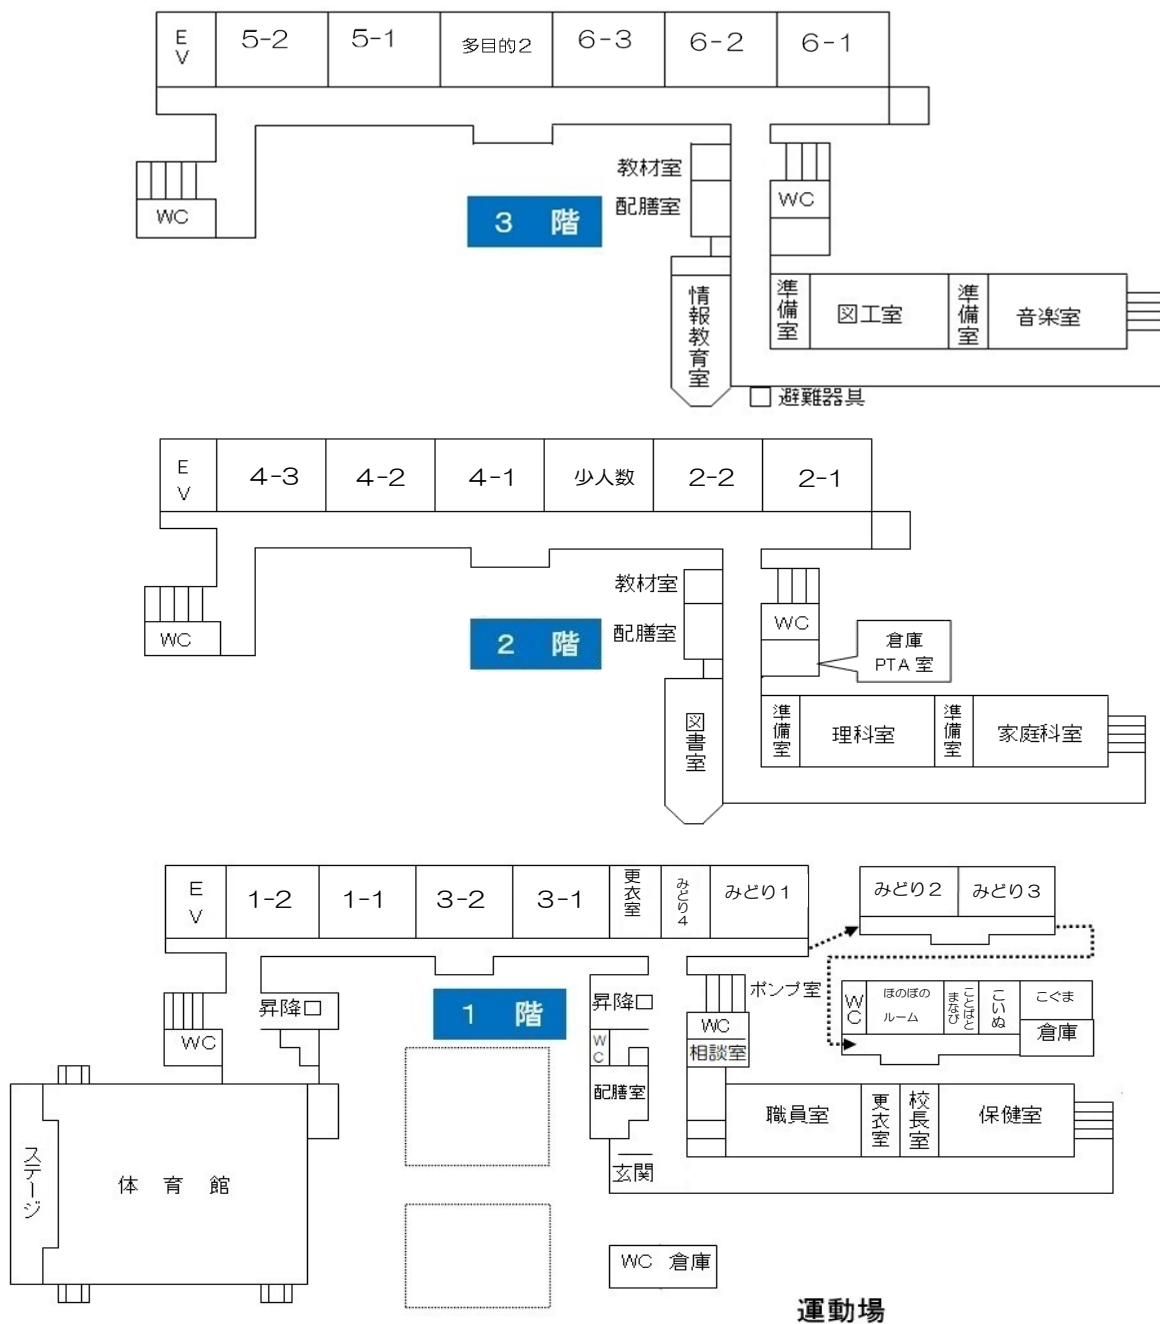 EV
5-2
5-1
多目的2
6-3
6-2
6-1
教材室
配膳室
WC
WC
3 階
情報教育室
準備室
図工室
準備室
音楽室
避難器具
EV
4-3
4-2
4-1
少人数
2-2
2-1
教材室
配膳室
WC
WC
2 階
倉庫
PTA 室
図書室
準備室
理科室
準備室
家庭科室
EV
1-2
1-1
3-2
3-1
更衣室
みどり4
みどり1
みどり2
みどり3
昇降口
1 階
昇降口
ポンプ室
WC
ほのぼの
ルーム
ことばと
まなび
こいぬ
こぐま
倉庫
WC
WC
WC
相談室
配膳室
職員室
更衣室
校長室
保健室
ステージ
体 育 館
玄関
WC 倉庫
運動場